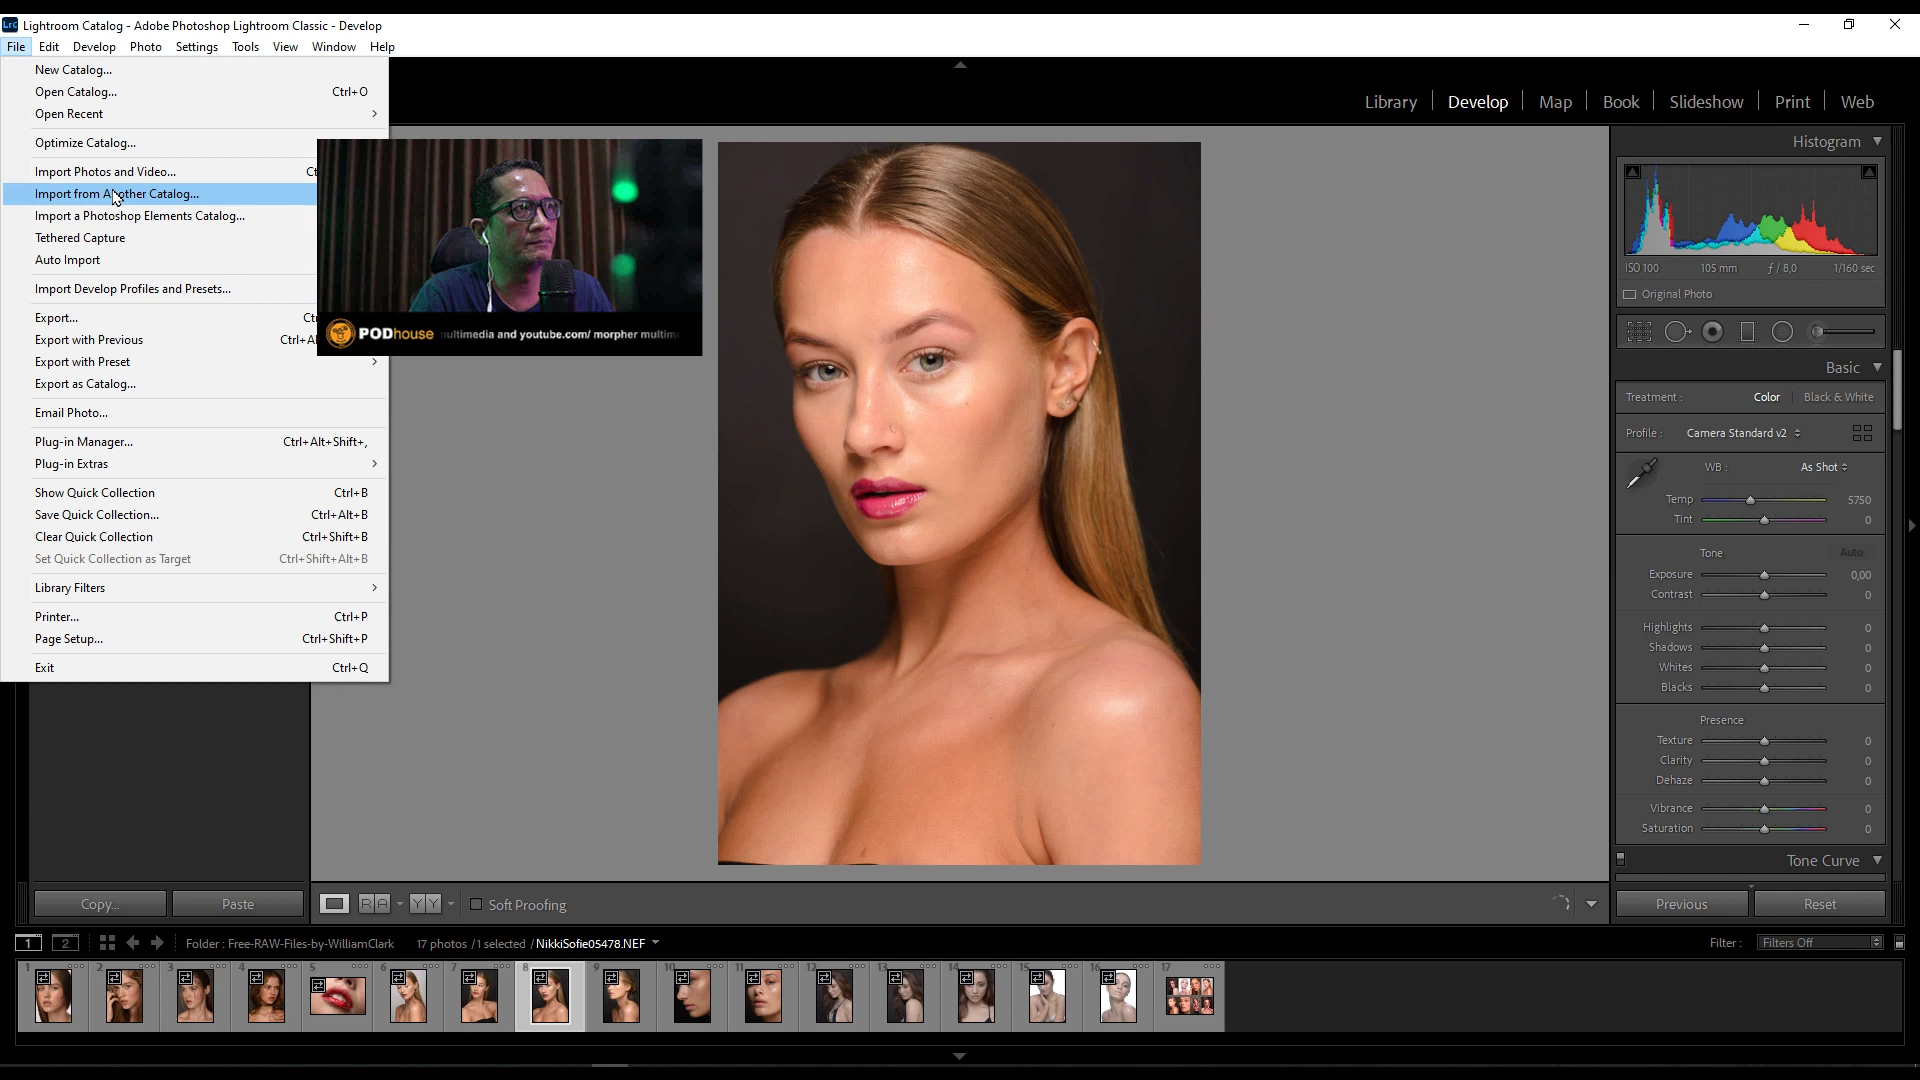 Lrc Lightroom Catalog - Adobe Photoshop Lightroom Classic - Develop
File Edit Develop Photo Settings Tools View Window Help
New Catalog...
Open Catalog... Ctrl+O
Open Recent
Optimize Catalog...
Import Photos and Video... Ct
Import from Another Catalog...
Import a Photoshop Elements Catalog...
Tethered Capture
Auto Import
Import Develop Profiles and Presets...
Export... Ctr
Export with Previous Ctrl+Al
Export with Preset
Export as Catalog...
Email Photo...
Plug-in Manager... Ctrl+Alt+Shift+,
Plug-in Extras
Show Quick Collection Ctrl+B
Save Quick Collection... Ctrl+Alt+B
Clear Quick Collection Ctrl+Shift+B
Set Quick Collection as Target Ctrl+Shift+Alt+B
Library Filters
Printer... Ctrl+P
Page Setup... Ctrl+Shift+P
Exit Ctrl+Q
PODhouse ultimedia and youtube.com/ morpher multim
Library | Develop | Map | Book | Slideshow | Print | Web
Histogram
ISO 100 105 mm ƒ / 8,0 1/160 sec
Original Photo
Basic
Treatment : Color Black & White
Profile : Camera Standard v2
WB : As Shot
Temp 5750
Tint 0
Tone Auto
Exposure 0,00
Contrast 0
Highlights 0
Shadows 0
Whites 0
Blacks 0
Presence
Texture 0
Clarity 0
Dehaze 0
Vibrance 0
Saturation 0
Tone Curve
Copy... Paste
R A Y Y Soft Proofing
Previous Reset
1 2 Folder : Free-RAW-Files-by-WilliamClark 17 photos / 1 selected / NikkiSofie05478.NEF
Filter : Filters Off
1 2 3 4 5 6 7 8 9 10 11 12 13 14 15 16 17